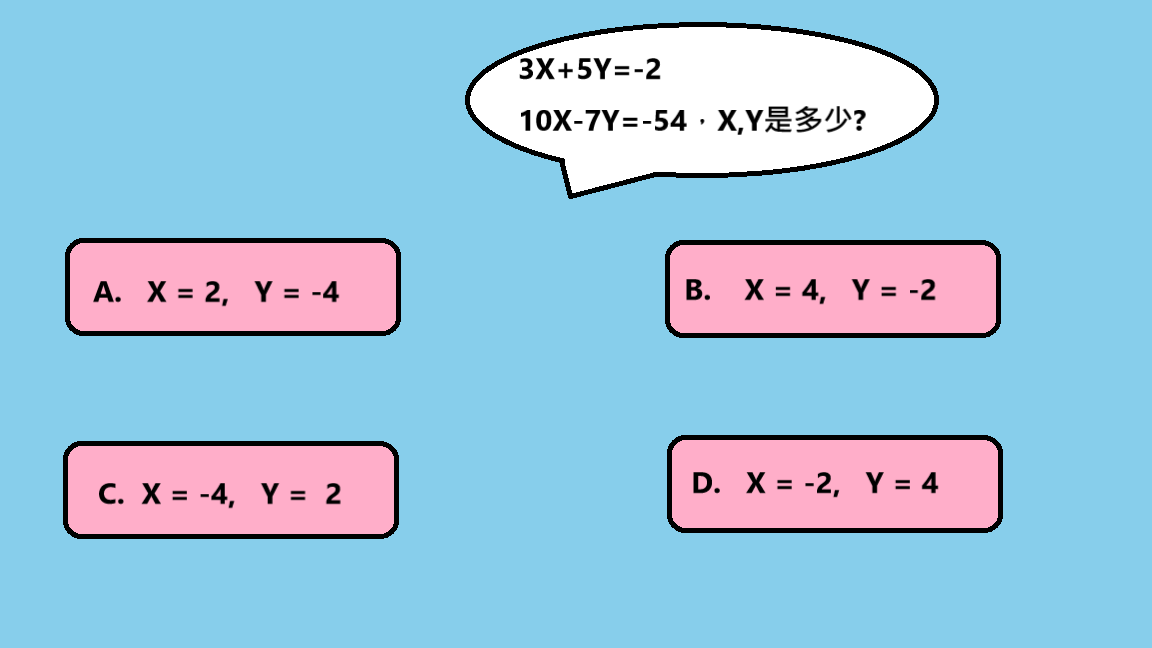 3X+5Y=-2
10X-7Y=-54，X,Y是多少?
A. X = 2, Y = -4
B. X = 4, Y = -2
C. X = -4, Y = 2
D. X = -2, Y = 4